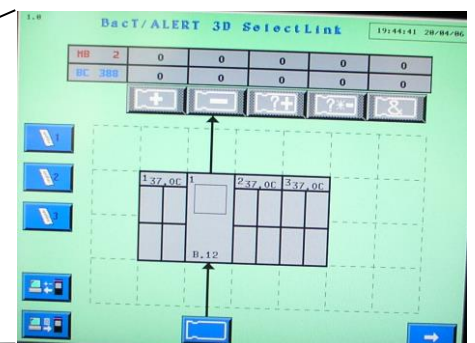 1.0
BacT/ALERT 3D SelectLink
19:44:41 20/04/06
MB 2 0 0 0 0 0
BC 388 0 0 0 0 0
+ − ?+ ?*− &
1
2
3
1 37,0C 1 2 37,0C 3 37,0C
B.12